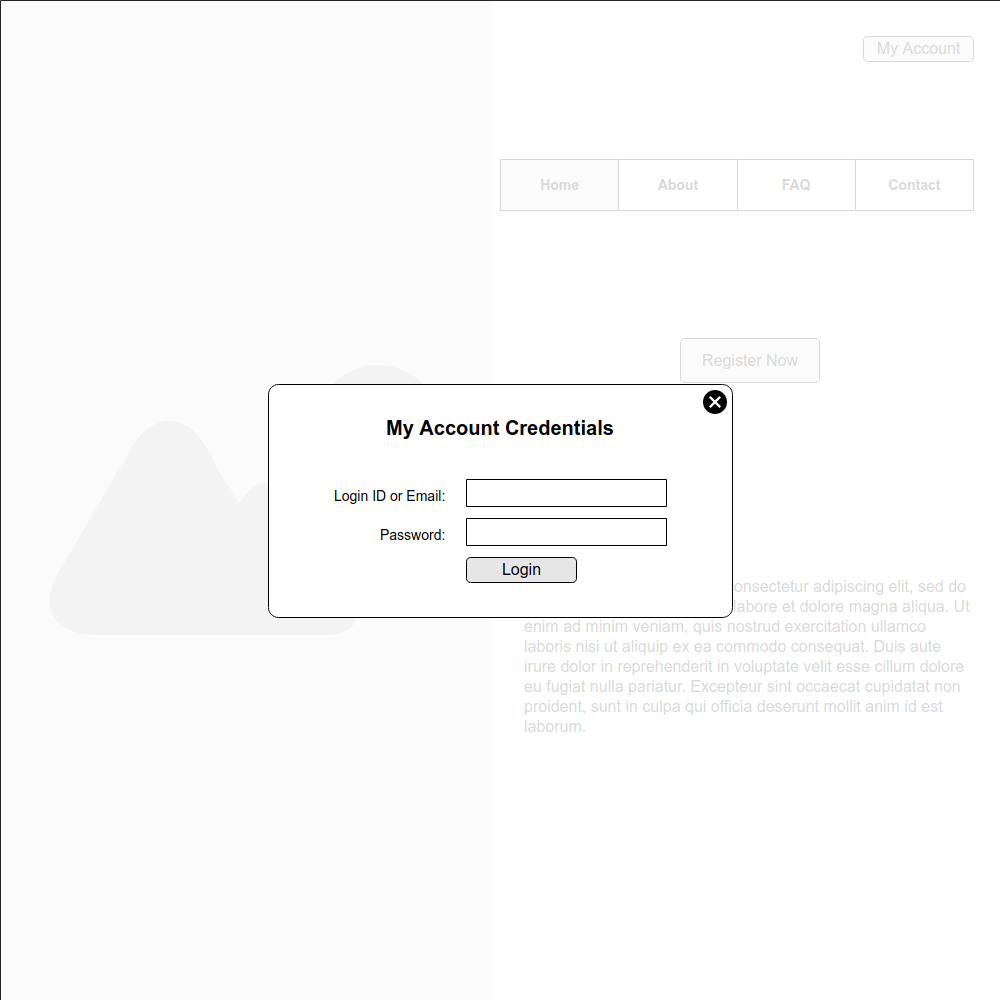 My Account
Home About FAQ Contact
Register Now
My Account Credentials
Login ID or Email:
Password:
Login
onsectetur adipiscing elit, sed do
labore et dolore magna aliqua. Ut
enim ad minim veniam, quis nostrud exercitation ullamco
laboris nisi ut aliquip ex ea commodo consequat. Duis aute
irure dolor in reprehenderit in voluptate velit esse cillum dolore
eu fugiat nulla pariatur. Excepteur sint occaecat cupidatat non
proident, sunt in culpa qui officia deserunt mollit anim id est
laborum.